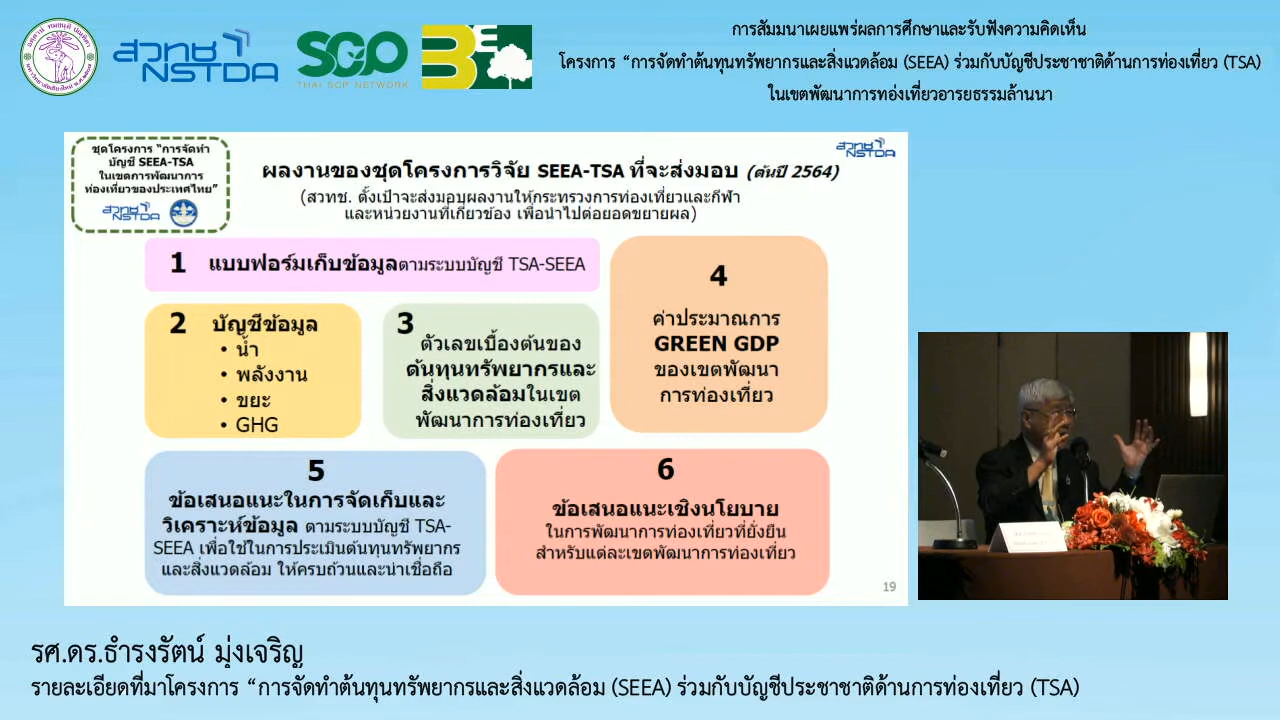 การสัมมนาเผยแพร่ผลการศึกษาและรับฟังความคิดเห็น
โครงการ “การจัดทำต้นทุนทรัพยากรและสิ่งแวดล้อม (SEEA) ร่วมกับบัญชีประชาชาติด้านการท่องเที่ยว (TSA)
ในเขตพัฒนาการทอ่งเที่ยวอารยธรรมล้านนา
สวทช
NSTDA
SCP
THAI SCP NETWORK
BE
ชุดโครงการ “การจัดทำ
บัญชี SEEA-TSA
ในเขตการพัฒนาการ
ท่องเที่ยวของประเทศไทย”
สวทช
NSTDA
สวทช
NSTDA
ผลงานของชุดโครงการวิจัย SEEA-TSA ที่จะส่งมอบ (ต้นปี 2564)
(สวทช. ตั้งเป้าจะส่งมอบผลงานให้กระทรวงการท่องเที่ยวและกีฬา
และหน่วยงานที่เกี่ยวข้อง เพื่อนำไปต่อยอดขยายผล)
1 แบบฟอร์มเก็บข้อมูลตามระบบบัญชี TSA-SEEA
2 บัญชีข้อมูล
• น้ำ
• พลังงาน
• ขยะ
• GHG
3
ตัวเลขเบื้องต้นของ
ต้นทุนทรัพยากรและ
สิ่งแวดล้อมในเขต
พัฒนาการท่องเที่ยว
4
ค่าประมาณการ
GREEN GDP
ของเขตพัฒนา
การท่องเที่ยว
5
ข้อเสนอแนะในการจัดเก็บและ
วิเคราะห์ข้อมูล ตามระบบบัญชี TSA-
SEEA เพื่อใช้ในการประเมินต้นทุนทรัพยากร
และสิ่งแวดล้อม ให้ครบถ้วนและน่าเชื่อถือ
6
ข้อเสนอแนะเชิงนโยบาย
ในการพัฒนาการท่องเที่ยวที่ยั่งยืน
สำหรับแต่ละเขตพัฒนาการท่องเที่ยว
19
รศ.ดร.ธำรงรัตน์ มุ่งเจริญ
รายละเอียดที่มาโครงการ “การจัดทำต้นทุนทรัพยากรและสิ่งแวดล้อม (SEEA) ร่วมกับบัญชีประชาชาติด้านการท่องเที่ยว (TSA)